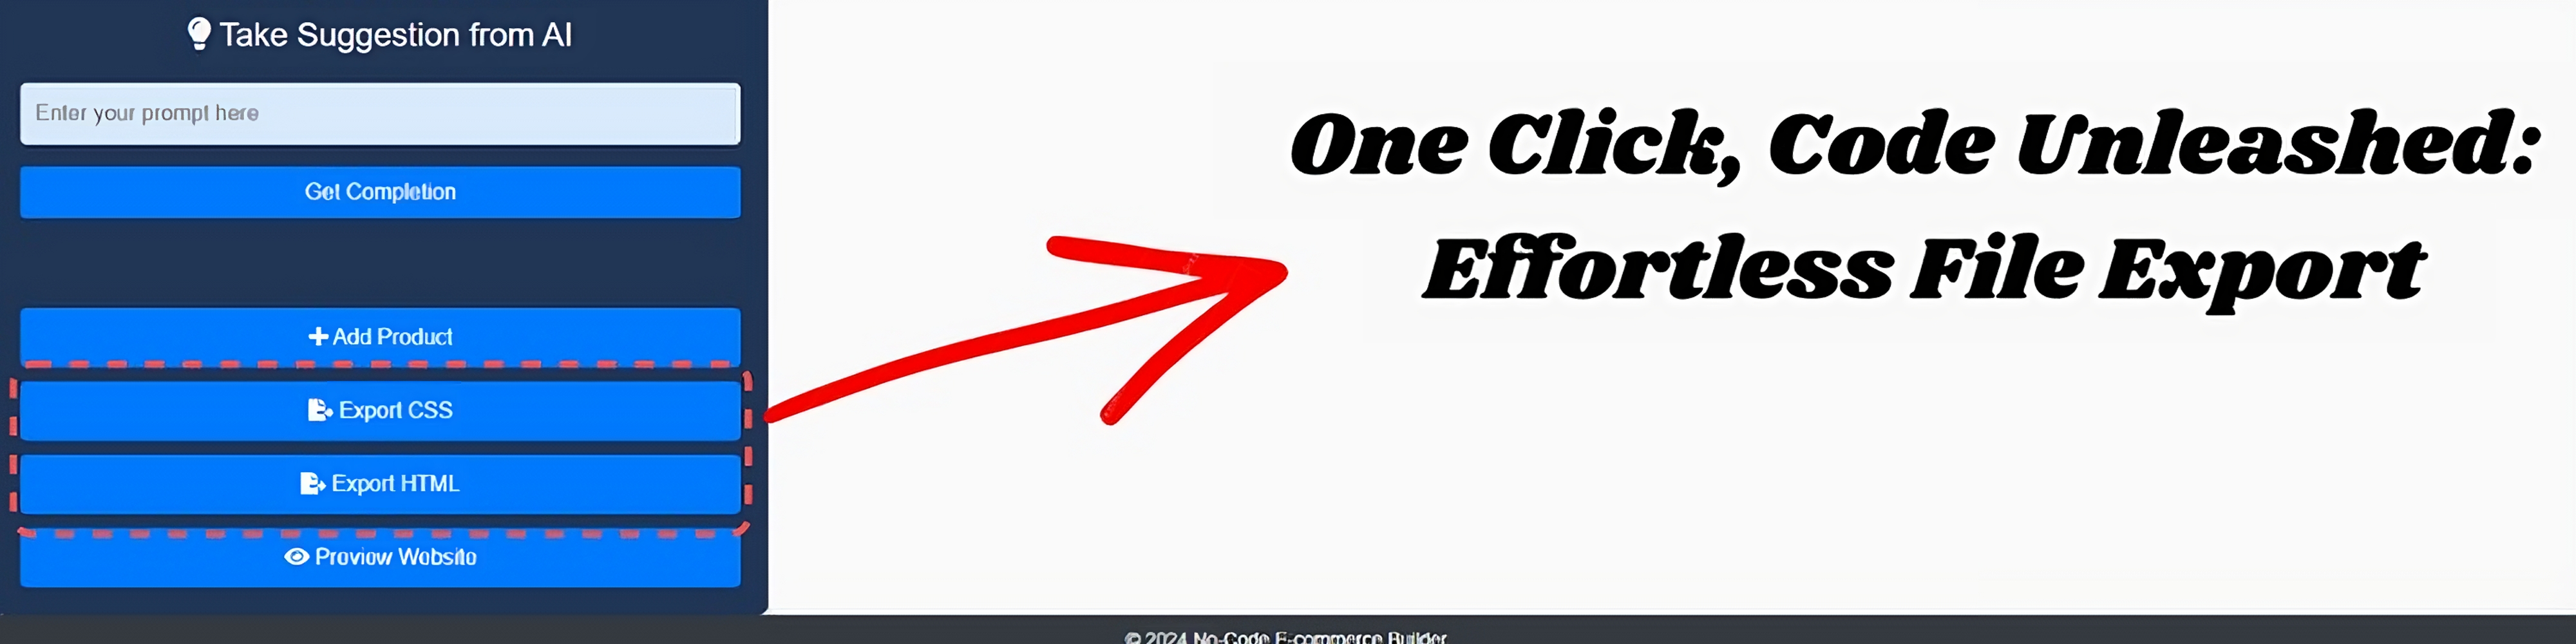 Take Suggestion from AI
Enter your prompt here
Get Completion
Add Product
Export CSS
Export HTML
Preview Website
One Click, Code Unleashed:
Effortless File Export
© 2024 No-Code E-commerce Builder